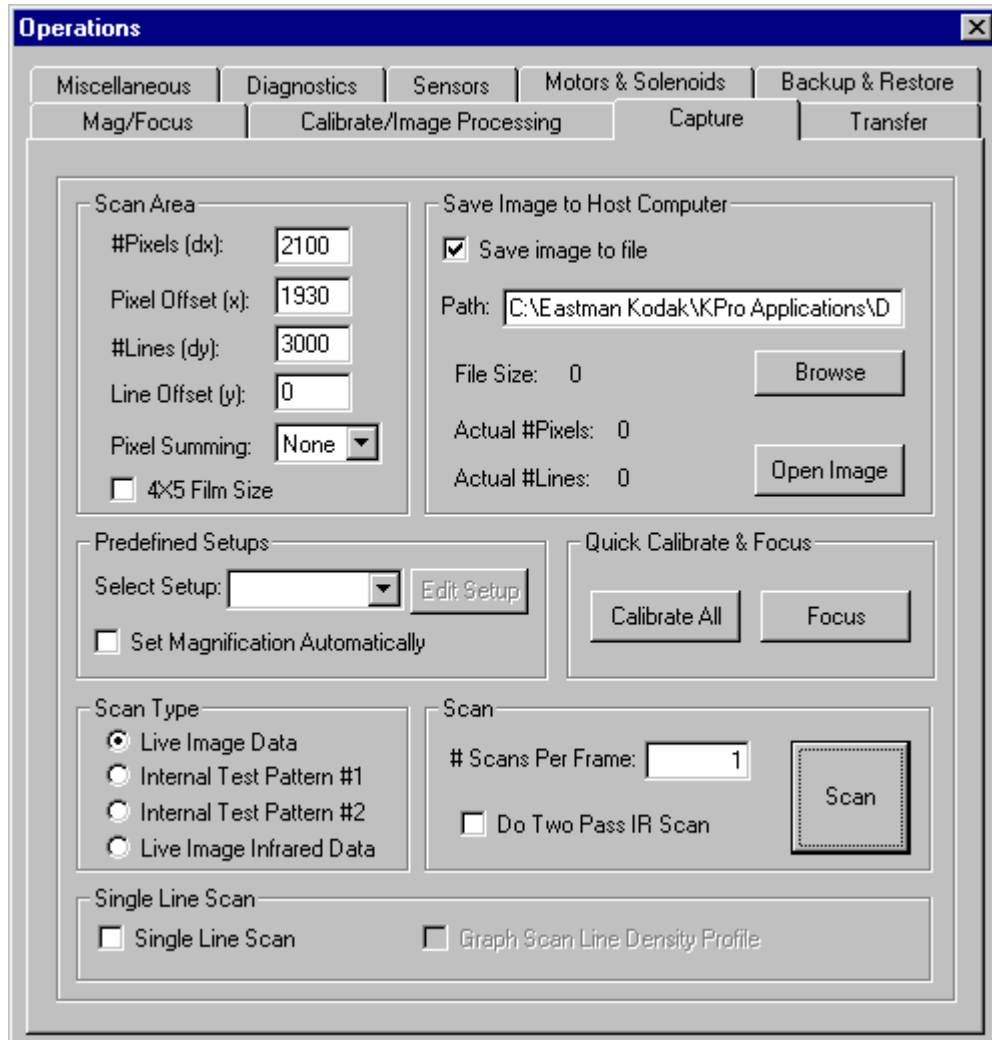 Operations
Miscellaneous
Diagnostics
Sensors
Motors & Solenoids
Backup & Restore
Mag/Focus
Calibrate/Image Processing
Capture
Transfer
Scan Area
#Pixels (dx): 2100
Pixel Offset (x): 1930
#Lines (dy): 3000
Line Offset (y): 0
Pixel Summing: None
4X5 Film Size
Save Image to Host Computer
Save image to file
Path: C:\Eastman Kodak\KPro Applications\D
File Size: 0
Browse
Actual #Pixels: 0
Actual #Lines: 0
Open Image
Predefined Setups
Select Setup:
Edit Setup
Set Magnification Automatically
Quick Calibrate & Focus
Calibrate All
Focus
Scan Type
Live Image Data
Internal Test Pattern #1
Internal Test Pattern #2
Live Image Infrared Data
Scan
# Scans Per Frame: 1
Do Two Pass IR Scan
Scan
Single Line Scan
Single Line Scan
Graph Scan Line Density Profile